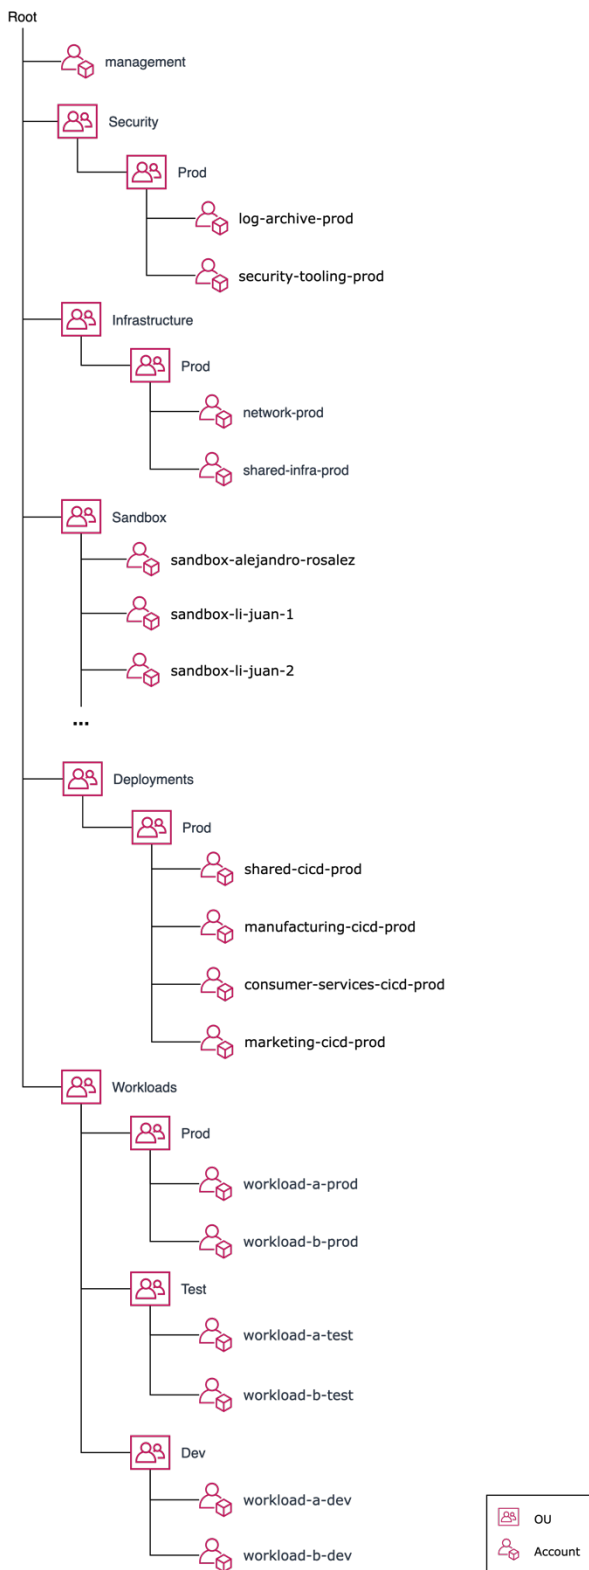 Root
management
Security
Prod
log-archive-prod
security-tooling-prod
Infrastructure
Prod
network-prod
shared-infra-prod
Sandbox
sandbox-alejandro-rosalez
sandbox-li-juan-1
sandbox-li-juan-2
...
Deployments
Prod
shared-cicd-prod
manufacturing-cicd-prod
consumer-services-cicd-prod
marketing-cicd-prod
Workloads
Prod
workload-a-prod
workload-b-prod
Test
workload-a-test
workload-b-test
Dev
workload-a-dev
workload-b-dev
OU
Account